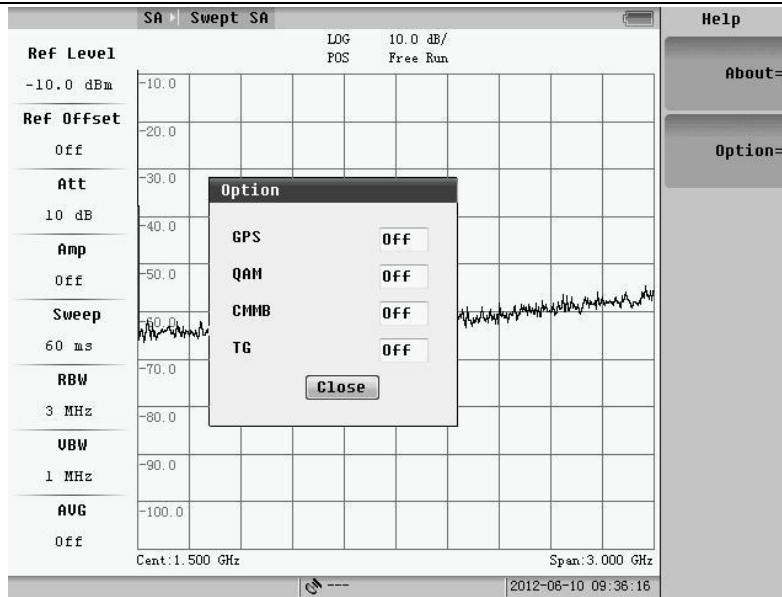 SA Swept SA
Help
LOG 10.0 dB/
POS Free Run
Ref Level
-10.0 dBm
Ref Offset
Off
Att
10 dB
Amp
Off
Sweep
60 ms
RBW
3 MHz
VBW
1 MHz
AVG
Off
-10.0
-20.0
-30.0
-40.0
-50.0
-60.0
-70.0
-80.0
-90.0
-100.0
Option
GPS Off
QAM Off
CMMB Off
TG Off
Close
About=
Option=
Cent:1.500 GHz
Span:3.000 GHz
---
2012-06-10 09:36:16